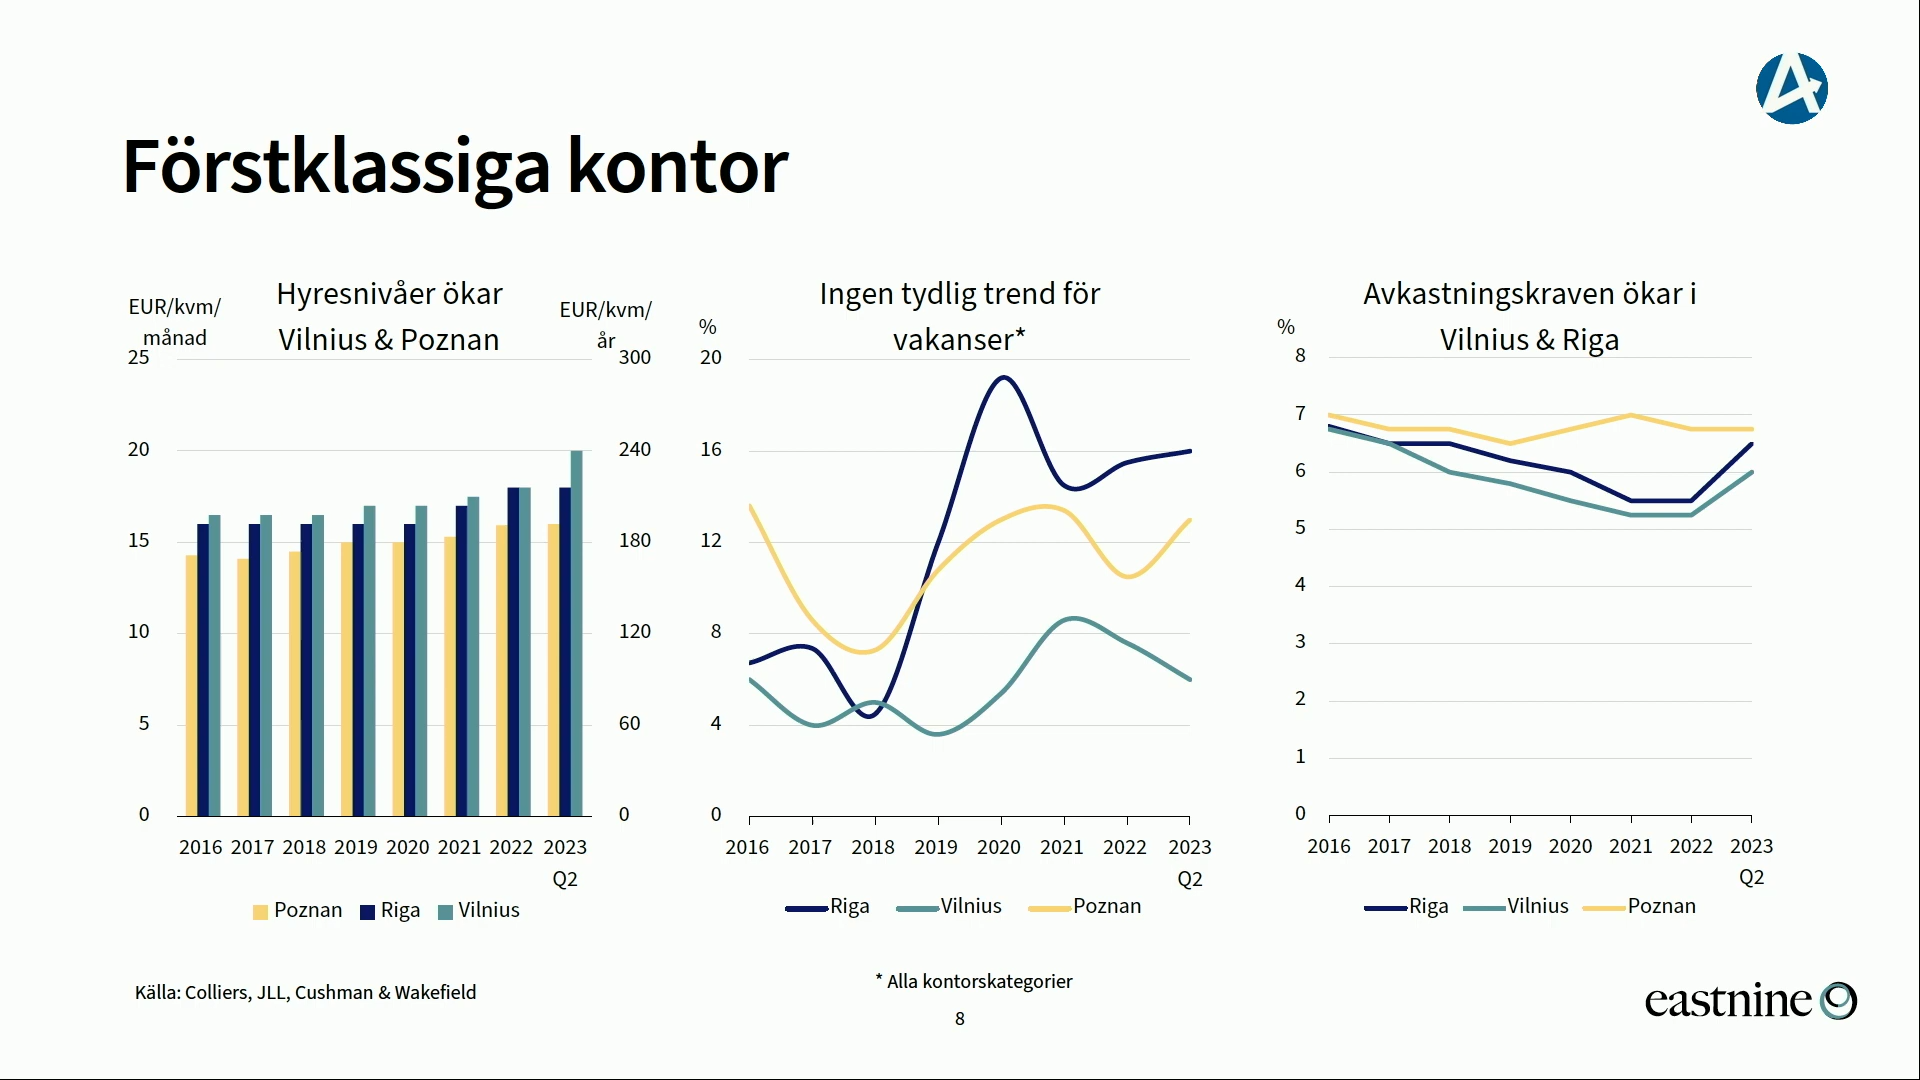 Förstklassiga kontor
EUR/kvm/
månad
Hyresnivåer ökar
Vilnius & Poznan
EUR/kvm/
år
25
20
15
10
5
0
300
240
180
120
60
0
2016 2017 2018 2019 2020 2021 2022 2023
Q2
Poznan Riga Vilnius
Källa: Colliers, JLL, Cushman & Wakefield
Ingen tydlig trend för
vakanser*
%
20
16
12
8
4
0
2016 2017 2018 2019 2020 2021 2022 2023
Q2
Riga Vilnius Poznan
* Alla kontorskategorier
8
Avkastningskraven ökar i
Vilnius & Riga
%
8
7
6
5
4
3
2
1
0
2016 2017 2018 2019 2020 2021 2022 2023
Q2
Riga Vilnius Poznan
eastnine